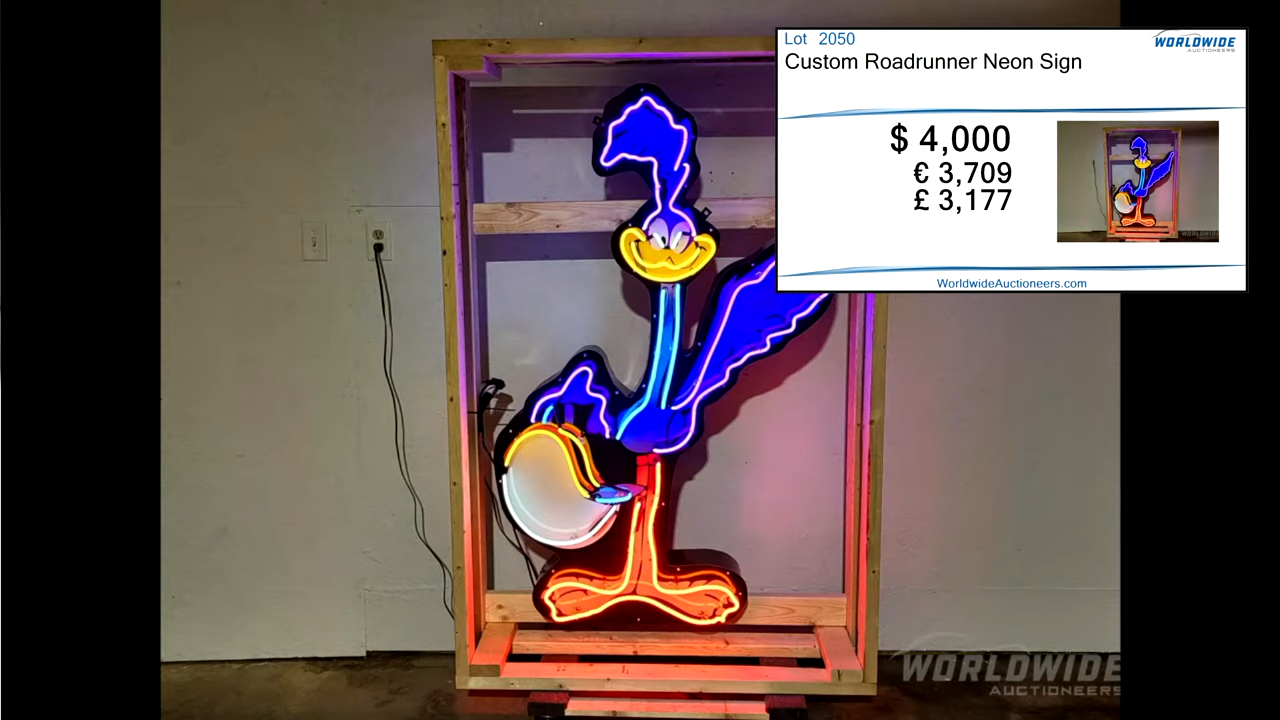 Lot 2050
WORLDWIDE
AUCTIONEERS
Custom Roadrunner Neon Sign
$ 4,000
€ 3,709
£ 3,177
WorldwideAuctioneers.com
WORLDWIDE
AUCTIONEERS